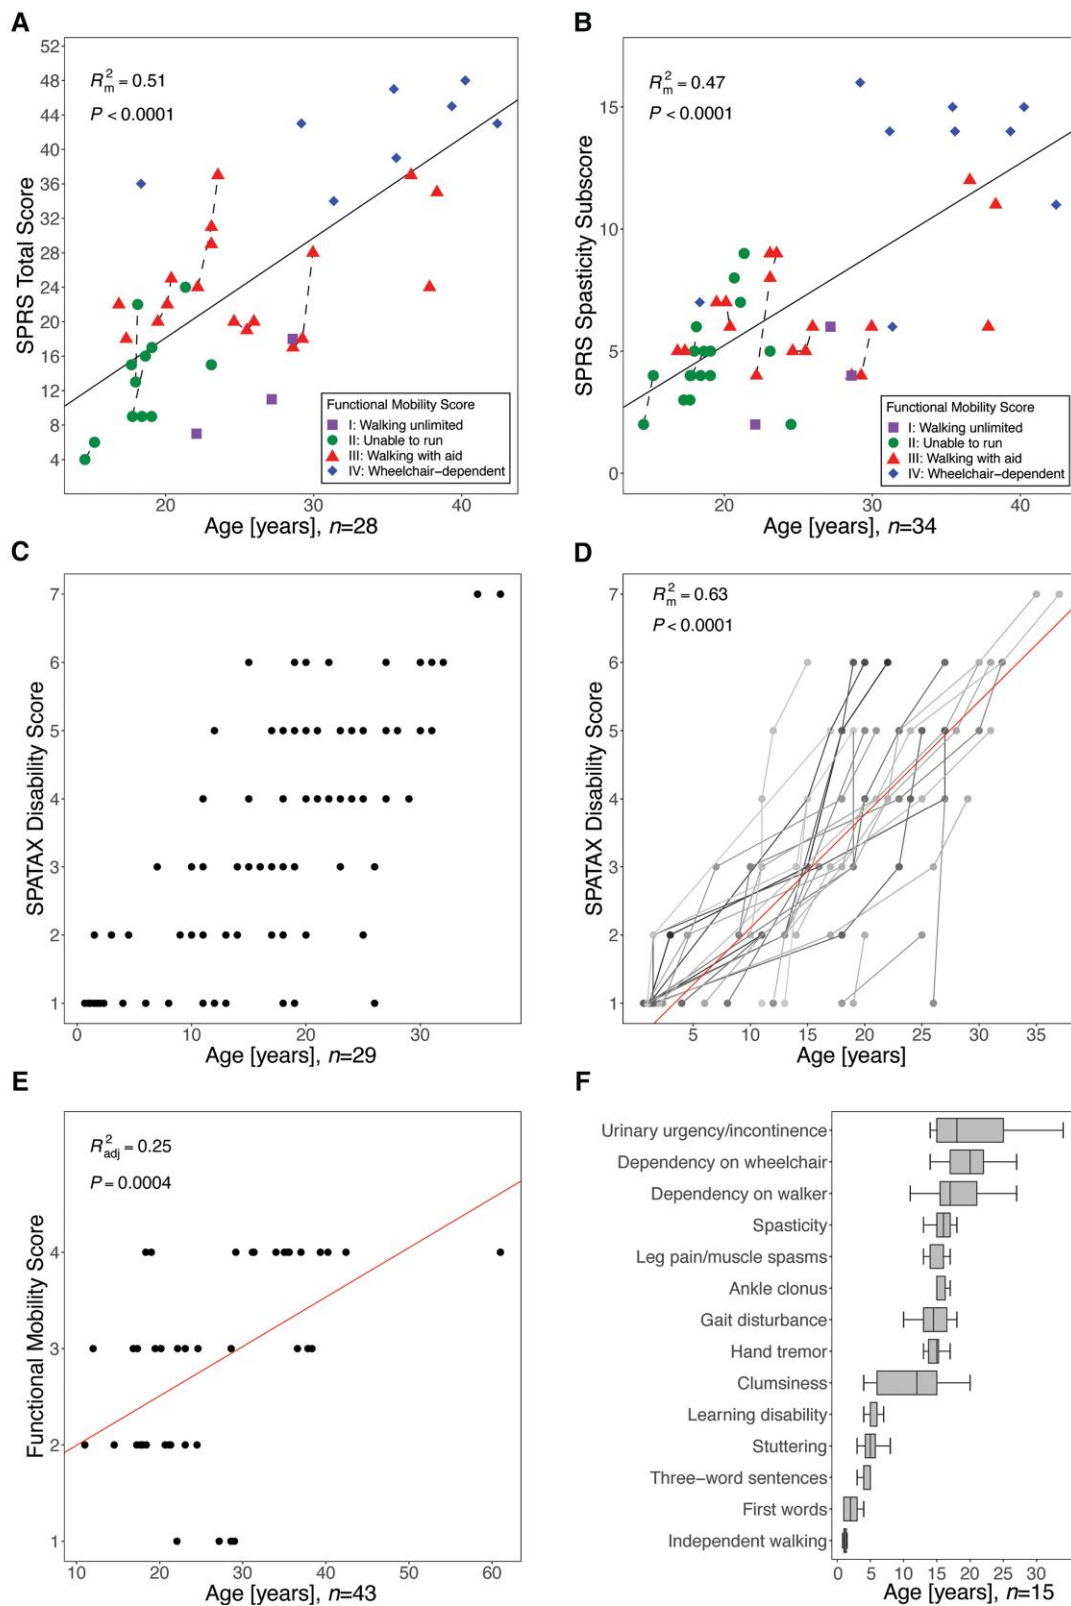 A
SPRS Total Score
52
48
44
40
36
32
28
24
20
16
12
8
4
R²m = 0.51
P < 0.0001
Functional Mobility Score
I: Walking unlimited
II: Unable to run
III: Walking with aid
IV: Wheelchair−dependent
20 30 40
Age [years], n=28
B
SPRS Spasticity Subscore
15
10
5
0
R²m = 0.47
P < 0.0001
Functional Mobility Score
I: Walking unlimited
II: Unable to run
III: Walking with aid
IV: Wheelchair−dependent
20 30 40
Age [years], n=34
C
SPATAX Disability Score
7
6
5
4
3
2
1
0 10 20 30
Age [years], n=29
D
SPATAX Disability Score
7
6
5
4
3
2
1
R²m = 0.63
P < 0.0001
5 10 15 20 25 30 35
Age [years]
E
Functional Mobility Score
4
3
2
1
R²adj = 0.25
P = 0.0004
10 20 30 40 50 60
Age [years], n=43
F
Urinary urgency/incontinence
Dependency on wheelchair
Dependency on walker
Spasticity
Leg pain/muscle spasms
Ankle clonus
Gait disturbance
Hand tremor
Clumsiness
Learning disability
Stuttering
Three−word sentences
First words
Independent walking
0 5 10 15 20 25 30
Age [years], n=15